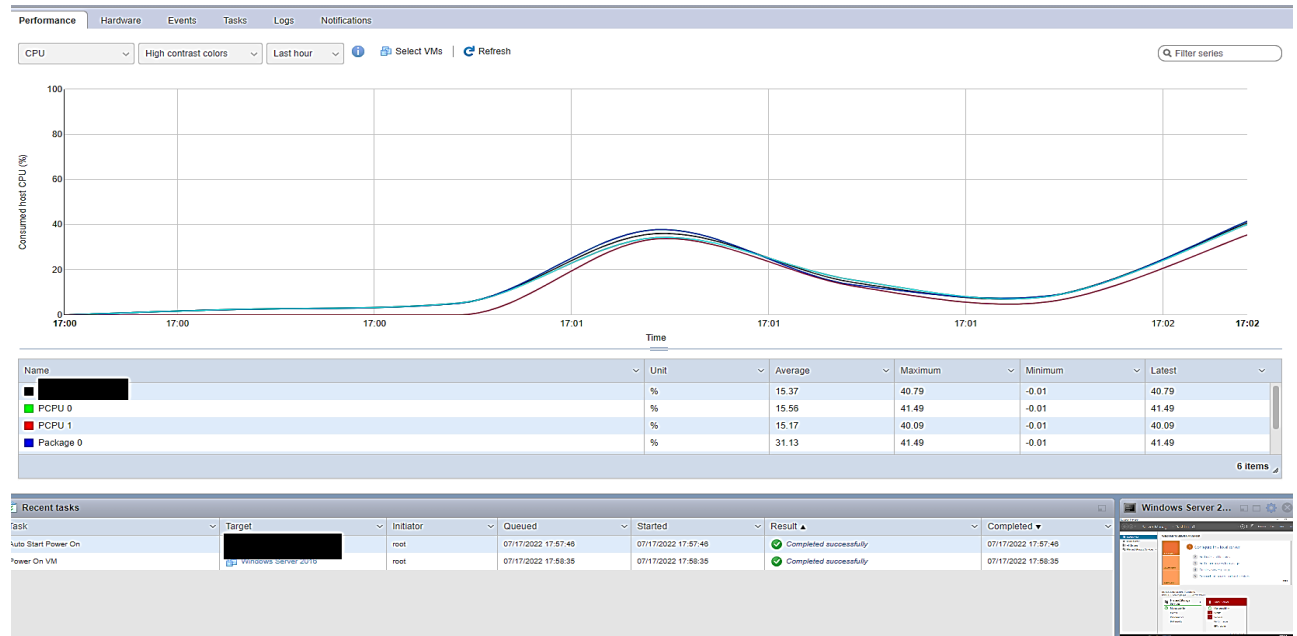 Performance Hardware Events Tasks Logs Notifications
CPU High contrast colors Last hour Select VMs Refresh Filter series
100
80
60
40
20
0
Consumed host CPU (%)
17:00 17:00 17:00 17:01 17:01 17:01 17:02 17:02
Time
Name Unit Average Maximum Minimum Latest
% 15.37 40.79 -0.01 40.79
PCPU 0 % 15.56 41.49 -0.01 41.49
PCPU 1 % 15.17 40.09 -0.01 40.09
Package 0 % 31.13 41.49 -0.01 41.49
6 items
Recent tasks Windows Server 2...
Task Target Initiator Queued Started Result Completed
Auto Start Power On root 07/17/2022 17:57:46 07/17/2022 17:57:46 Completed successfully 07/17/2022 17:57:46
Power On VM Windows Server 2016 root 07/17/2022 17:58:35 07/17/2022 17:58:35 Completed successfully 07/17/2022 17:58:35